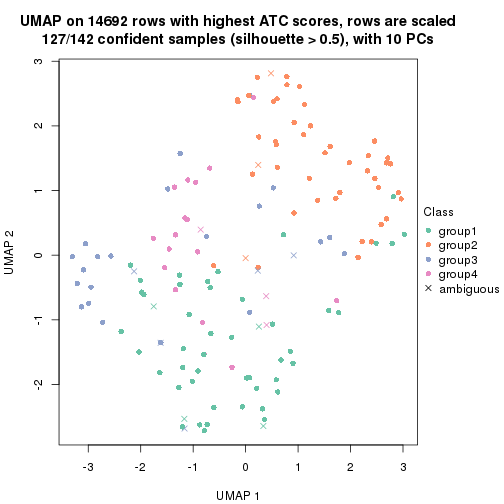 UMAP on 14692 rows with highest ATC scores, rows are scaled
127/142 confident samples (silhouette > 0.5), with 10 PCs
3
2
1
0
-1
-2
UMAP 2
-3 -2 -1 0 1 2 3
UMAP 1
Class
group1
group2
group3
group4
ambiguous